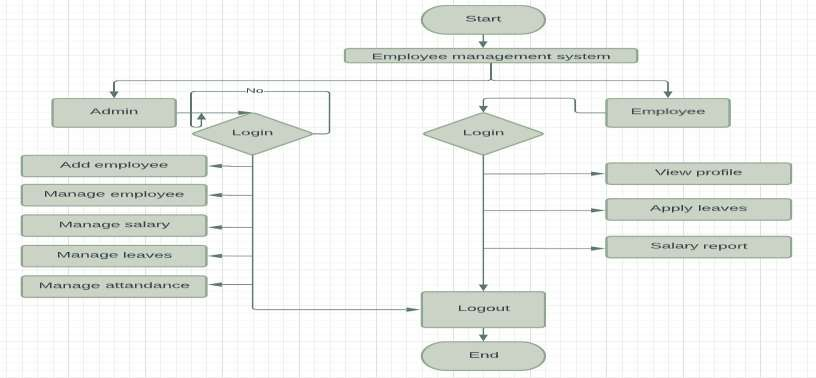 Start
Employee management system
No
Admin
Employee
Login
Login
Add employee
View profile
Manage employee
Apply leaves
Manage salary
Salary report
Manage leaves
Manage attandance
Logout
End